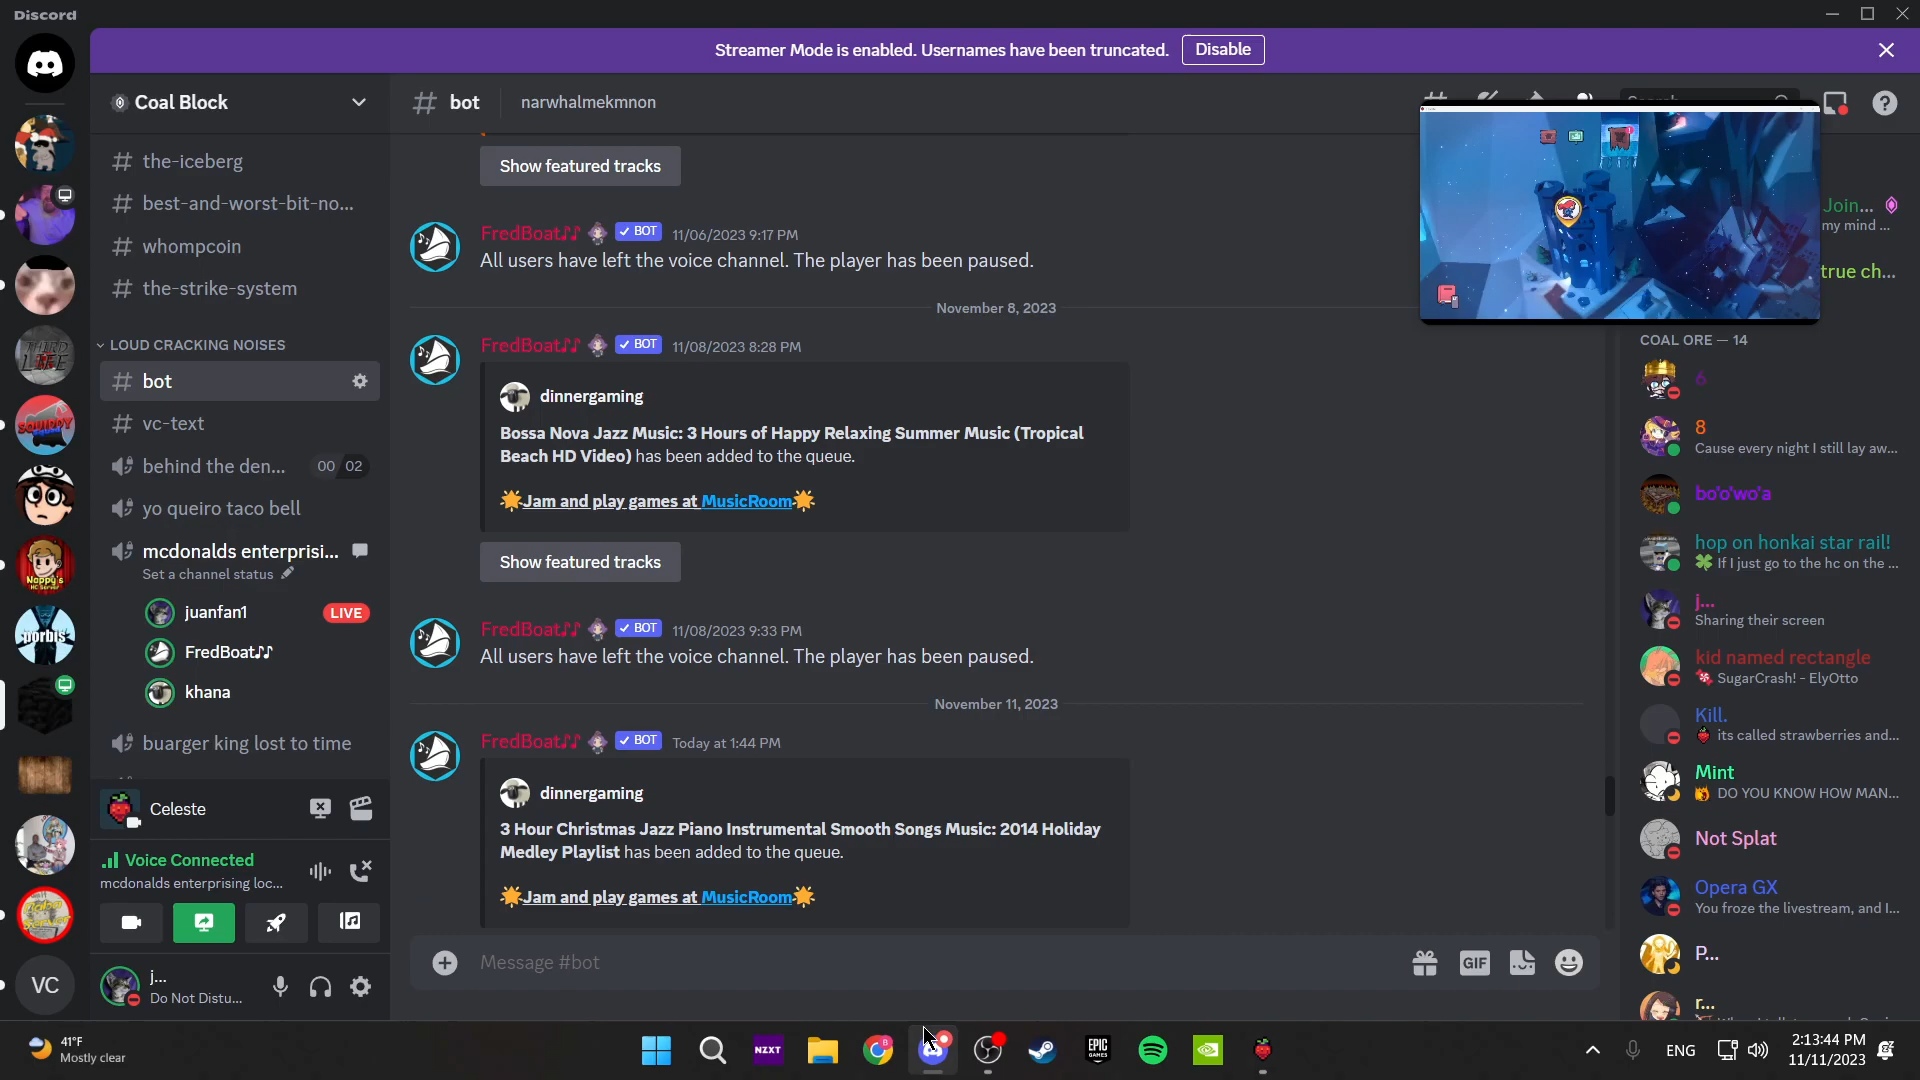 Discord
Streamer Mode is enabled. Usernames have been truncated.
Disable
Coal Block
bot
narwhalmekmnon
the-iceberg
best-and-worst-bit-no...
whompcoin
the-strike-system
LOUD CRACKING NOISES
bot
vc-text
behind the den...
00 02
yo queiro taco bell
mcdonalds enterprisi...
Set a channel status
juanfan1
LIVE
FredBoat♪♪
khana
buarger king lost to time
Celeste
Voice Connected
mcdonalds enterprising loc...
j...
Do Not Distu...
VC
Show featured tracks
FredBoat♪♪ BOT 11/06/2023 9:17 PM
All users have left the voice channel. The player has been paused.
November 8, 2023
FredBoat♪♪ BOT 11/08/2023 8:28 PM
dinnergaming
Bossa Nova Jazz Music: 3 Hours of Happy Relaxing Summer Music (Tropical
Beach HD Video) has been added to the queue.
Jam and play games at MusicRoom
Show featured tracks
FredBoat♪♪ BOT 11/08/2023 9:33 PM
All users have left the voice channel. The player has been paused.
November 11, 2023
FredBoat♪♪ BOT Today at 1:44 PM
dinnergaming
3 Hour Christmas Jazz Piano Instrumental Smooth Songs Music: 2014 Holiday
Medley Playlist has been added to the queue.
Jam and play games at MusicRoom
Message #bot
GIF
Join...
my mind ...
true ch...
COAL ORE — 14
6
8
Cause every night I still lay aw...
bo'o'wo'a
hop on honkai star rail!
If I just go to the hc on the ...
j...
Sharing their screen
kid named rectangle
SugarCrash! - ElyOtto
Kill.
its called strawberries and...
Mint
DO YOU KNOW HOW MAN...
Not Splat
Opera GX
You froze the livestream, and I...
P...
r...
41°F
Mostly clear
NZXT
EPIC GAMES
ENG
2:13:44 PM
11/11/2023